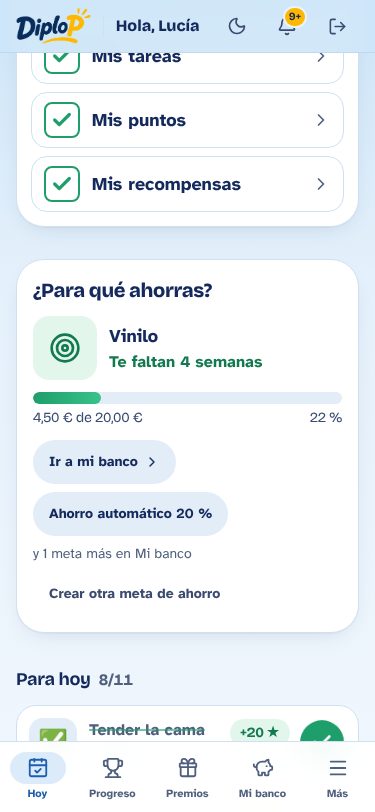 DiploP
Hola, Lucía
9+
Mis tareas
Mis puntos
Mis recompensas
¿Para qué ahorras?
Vinilo
Te faltan 4 semanas
4,50 € de 20,00 €
22 %
Ir a mi banco
Ahorro automático 20 %
y 1 meta más en Mi banco
Crear otra meta de ahorro
Para hoy 8/11
Tender la cama
+20 ★
Hoy
Progreso
Premios
Mi banco
Más